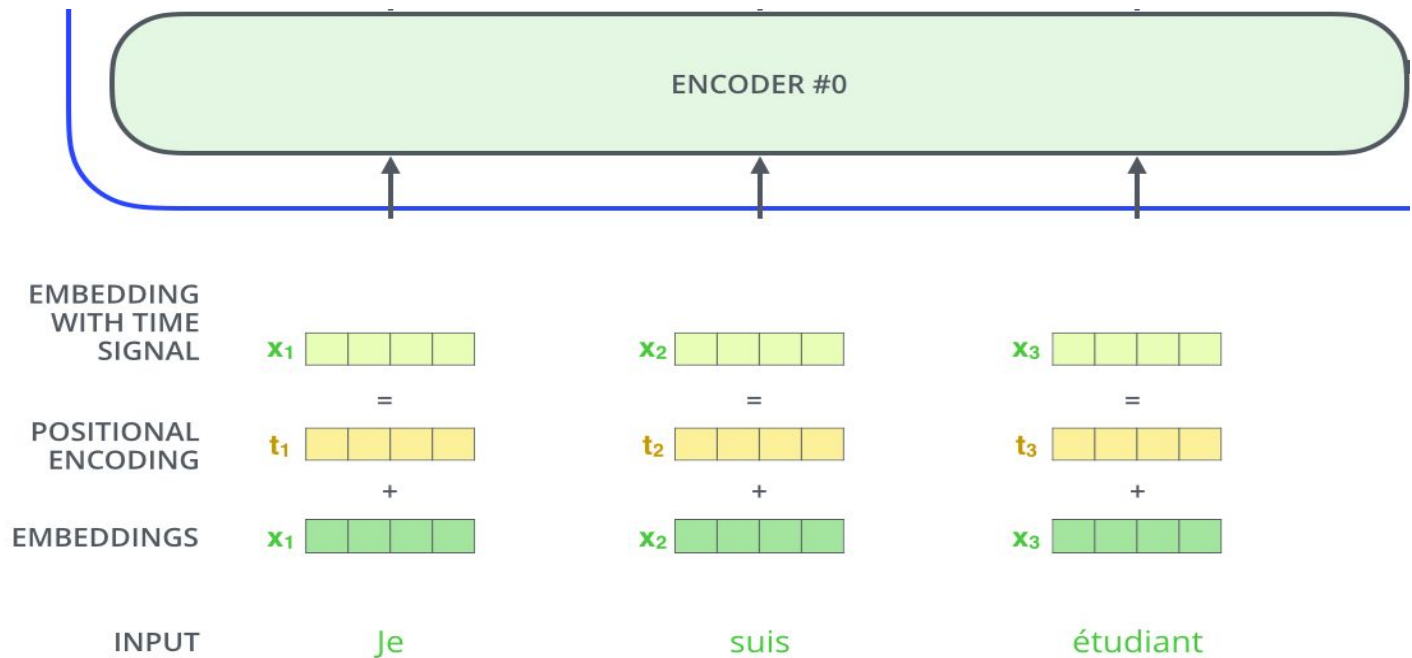 ENCODER #0
EMBEDDING
WITH TIME
SIGNAL
x₁ x₂ x₃
= = =
POSITIONAL
ENCODING
t₁ t₂ t₃
+ + +
EMBEDDINGS x₁ x₂ x₃
INPUT Je suis étudiant